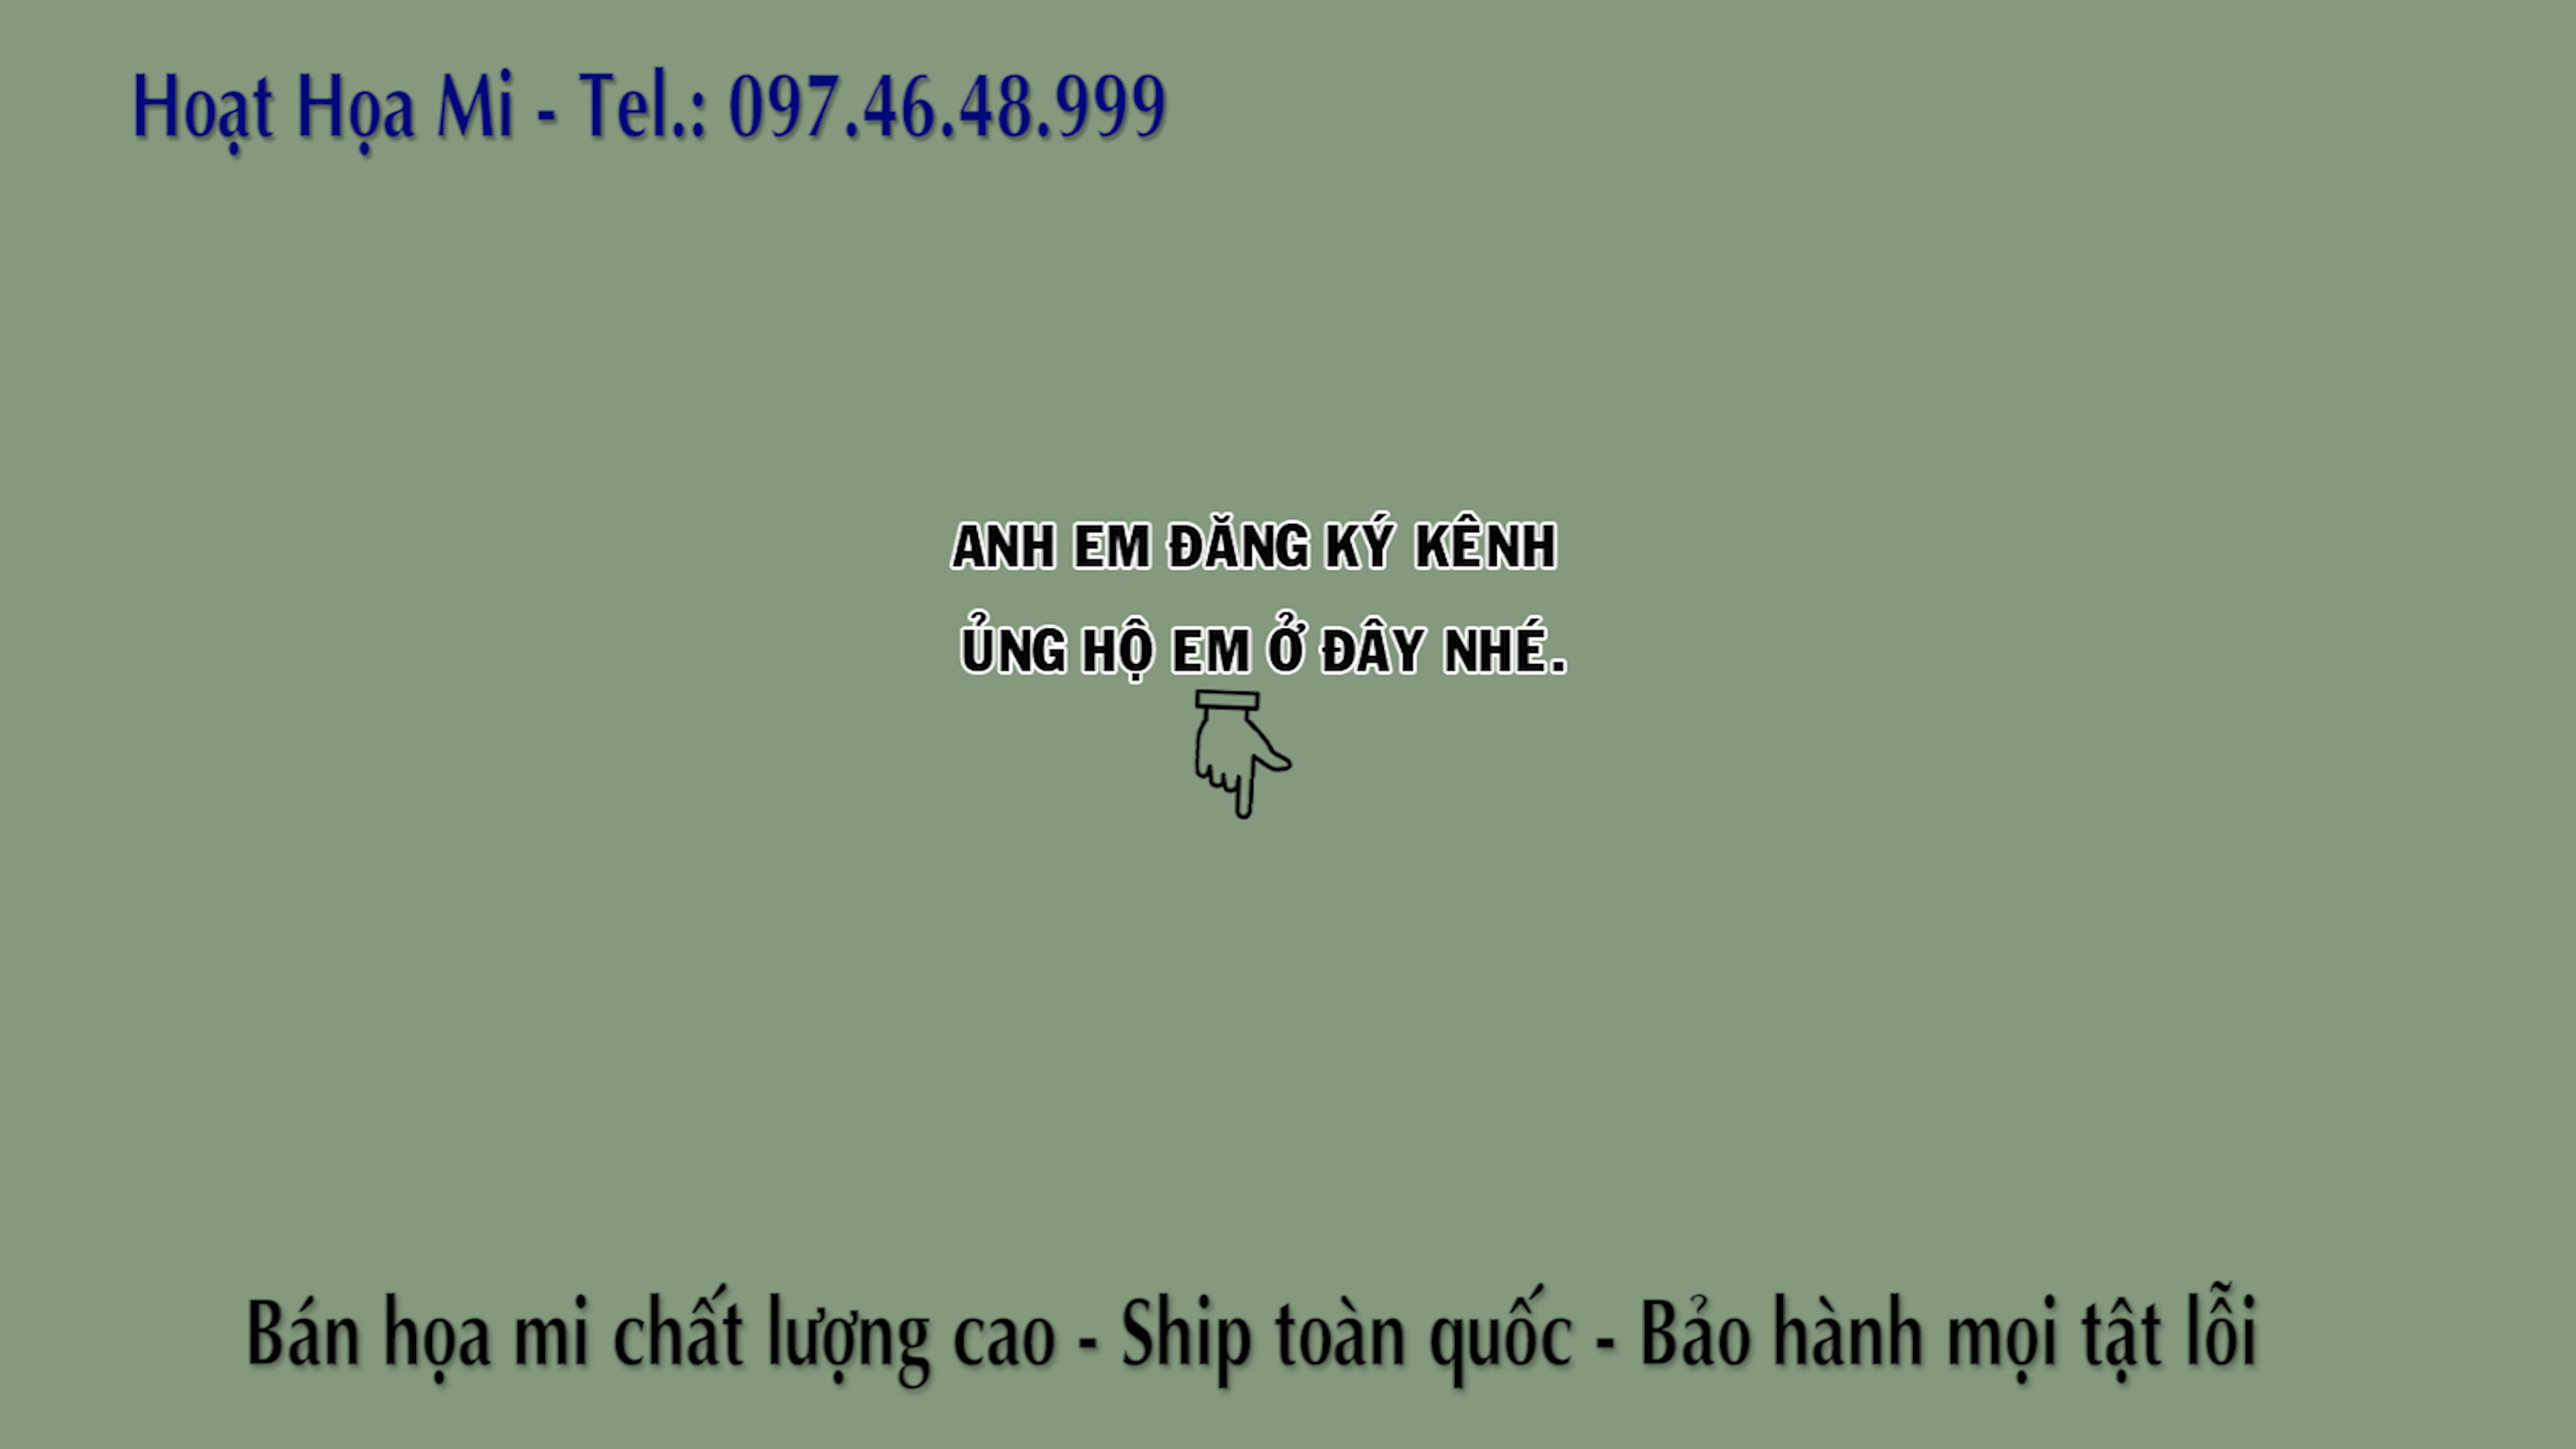 Hoạt Họa Mi - Tel.: 097.46.48.999
ANH EM ĐĂNG KÝ KÊNH
ỦNG HỘ EM Ở ĐÂY NHÉ.
Bán họa mi chất lượng cao - Ship toàn quốc - Bảo hành mọi tật lỗi